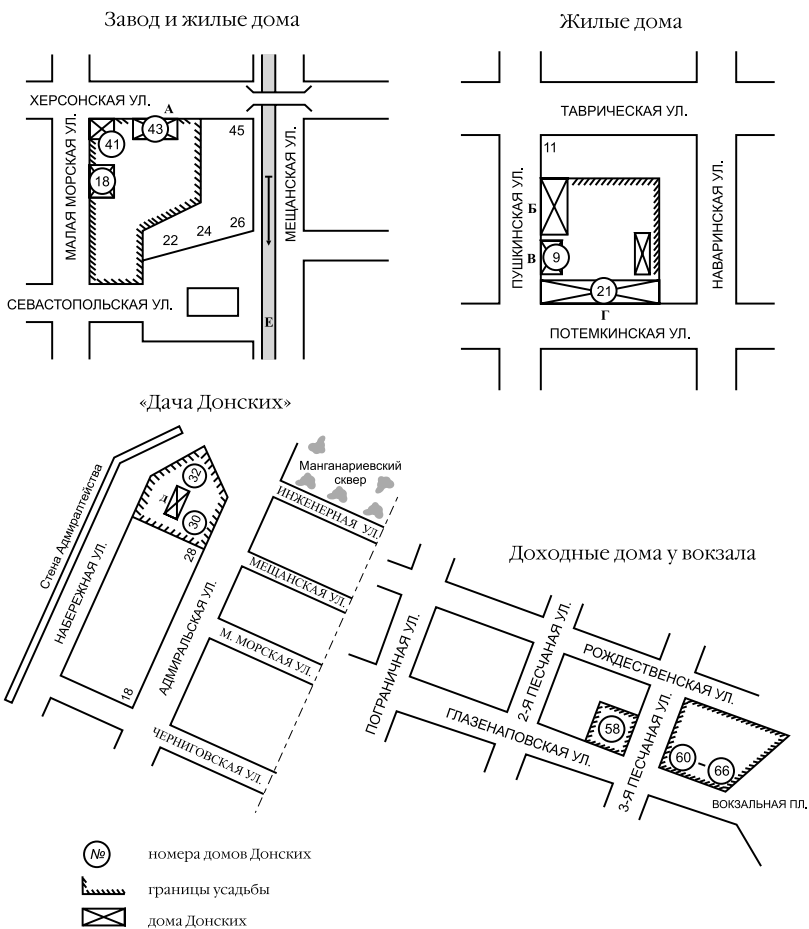 Завод и жилые дома
ХЕРСОНСКАЯ УЛ.
МАЛАЯ МОРСКАЯ УЛ.
А
41
43
45
18
22
24
26
МЕЩАНСКАЯ УЛ.
СЕВАСТОПОЛЬСКАЯ УЛ.
Е
Жилые дома
ТАВРИЧЕСКАЯ УЛ.
11
ПУШКИНСКАЯ УЛ.
НАВАРИНСКАЯ УЛ.
Б
В
9
21
Г
ПОТЕМКИНСКАЯ УЛ.
«Дача Донских»
Стена Адмиралтейства
НАБЕРЕЖНАЯ УЛ.
32
Д
30
28
18
АДМИРАЛЬСКАЯ УЛ.
Манганариевский
сквер
ИНЖЕНЕРНАЯ УЛ.
МЕЩАНСКАЯ УЛ.
М. МОРСКАЯ УЛ.
ЧЕРНИГОВСКАЯ УЛ.
Доходные дома у вокзала
ПОГРАНИЧНАЯ УЛ.
2-Я ПЕСЧАНАЯ УЛ.
РОЖДЕСТВЕНСКАЯ УЛ.
ГЛАЗЕНАПОВСКАЯ УЛ.
58
3-Я ПЕСЧАНАЯ УЛ.
60 – 66
ВОКЗАЛЬНАЯ ПЛ.
№ номера домов Донских
границы усадьбы
дома Донских